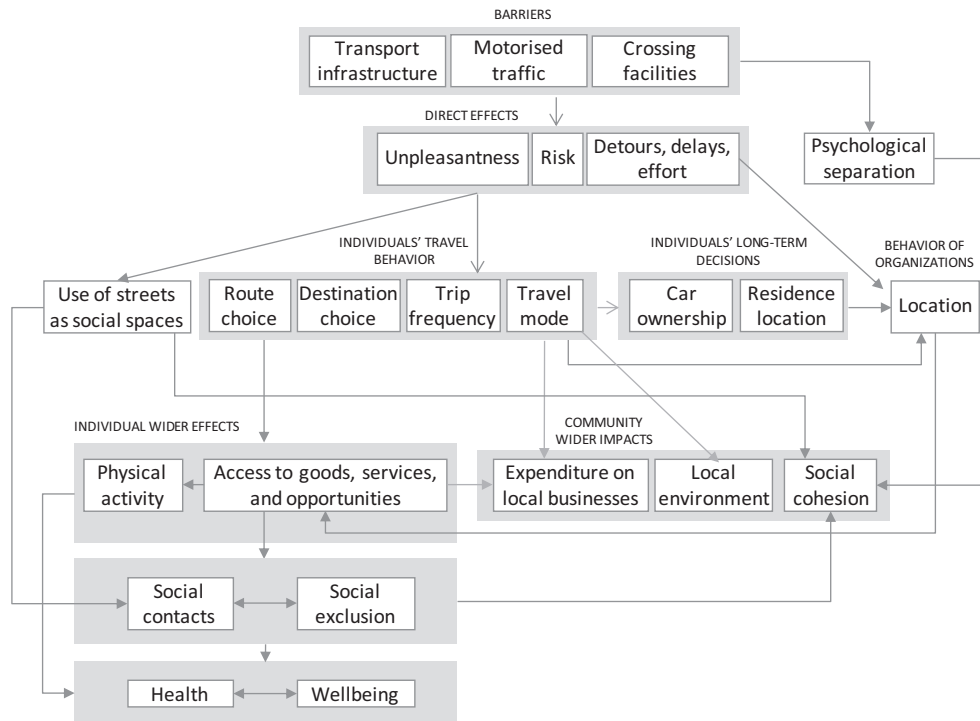 BARRIERS
Transport
infrastructure
Motorised
traffic
Crossing
facilities
DIRECT EFFECTS
Unpleasantness
Risk
Detours, delays,
effort
Psychological
separation
INDIVIDUALS' TRAVEL
BEHAVIOR
INDIVIDUALS' LONG-TERM
DECISIONS
BEHAVIOR OF
ORGANIZATIONS
Use of streets
as social spaces
Route
choice
Destination
choice
Trip
frequency
Travel
mode
Car
ownership
Residence
location
Location
INDIVIDUAL WIDER EFFECTS
COMMUNITY
WIDER IMPACTS
Physical
activity
Access to goods, services,
and opportunities
Expenditure on
local businesses
Local
environment
Social
cohesion
Social
contacts
Social
exclusion
Health
Wellbeing